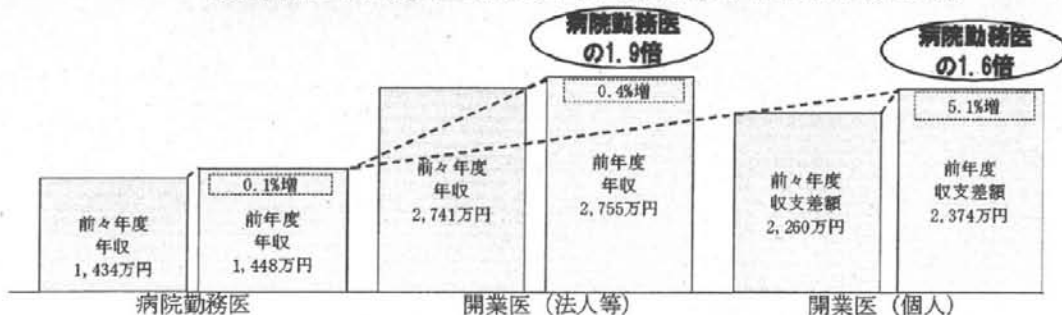 病院勤務医
の1.9倍
病院勤務医
の1.6倍
0.1%増
0.4%増
5.1%増
前々年度
年収
1,434万円
前年度
年収
1,448万円
前々年度
年収
2,741万円
前年度
年収
2,755万円
前々年度
収支差額
2,260万円
前年度
収支差額
2,374万円
病院勤務医
開業医（法人等）
開業医（個人）